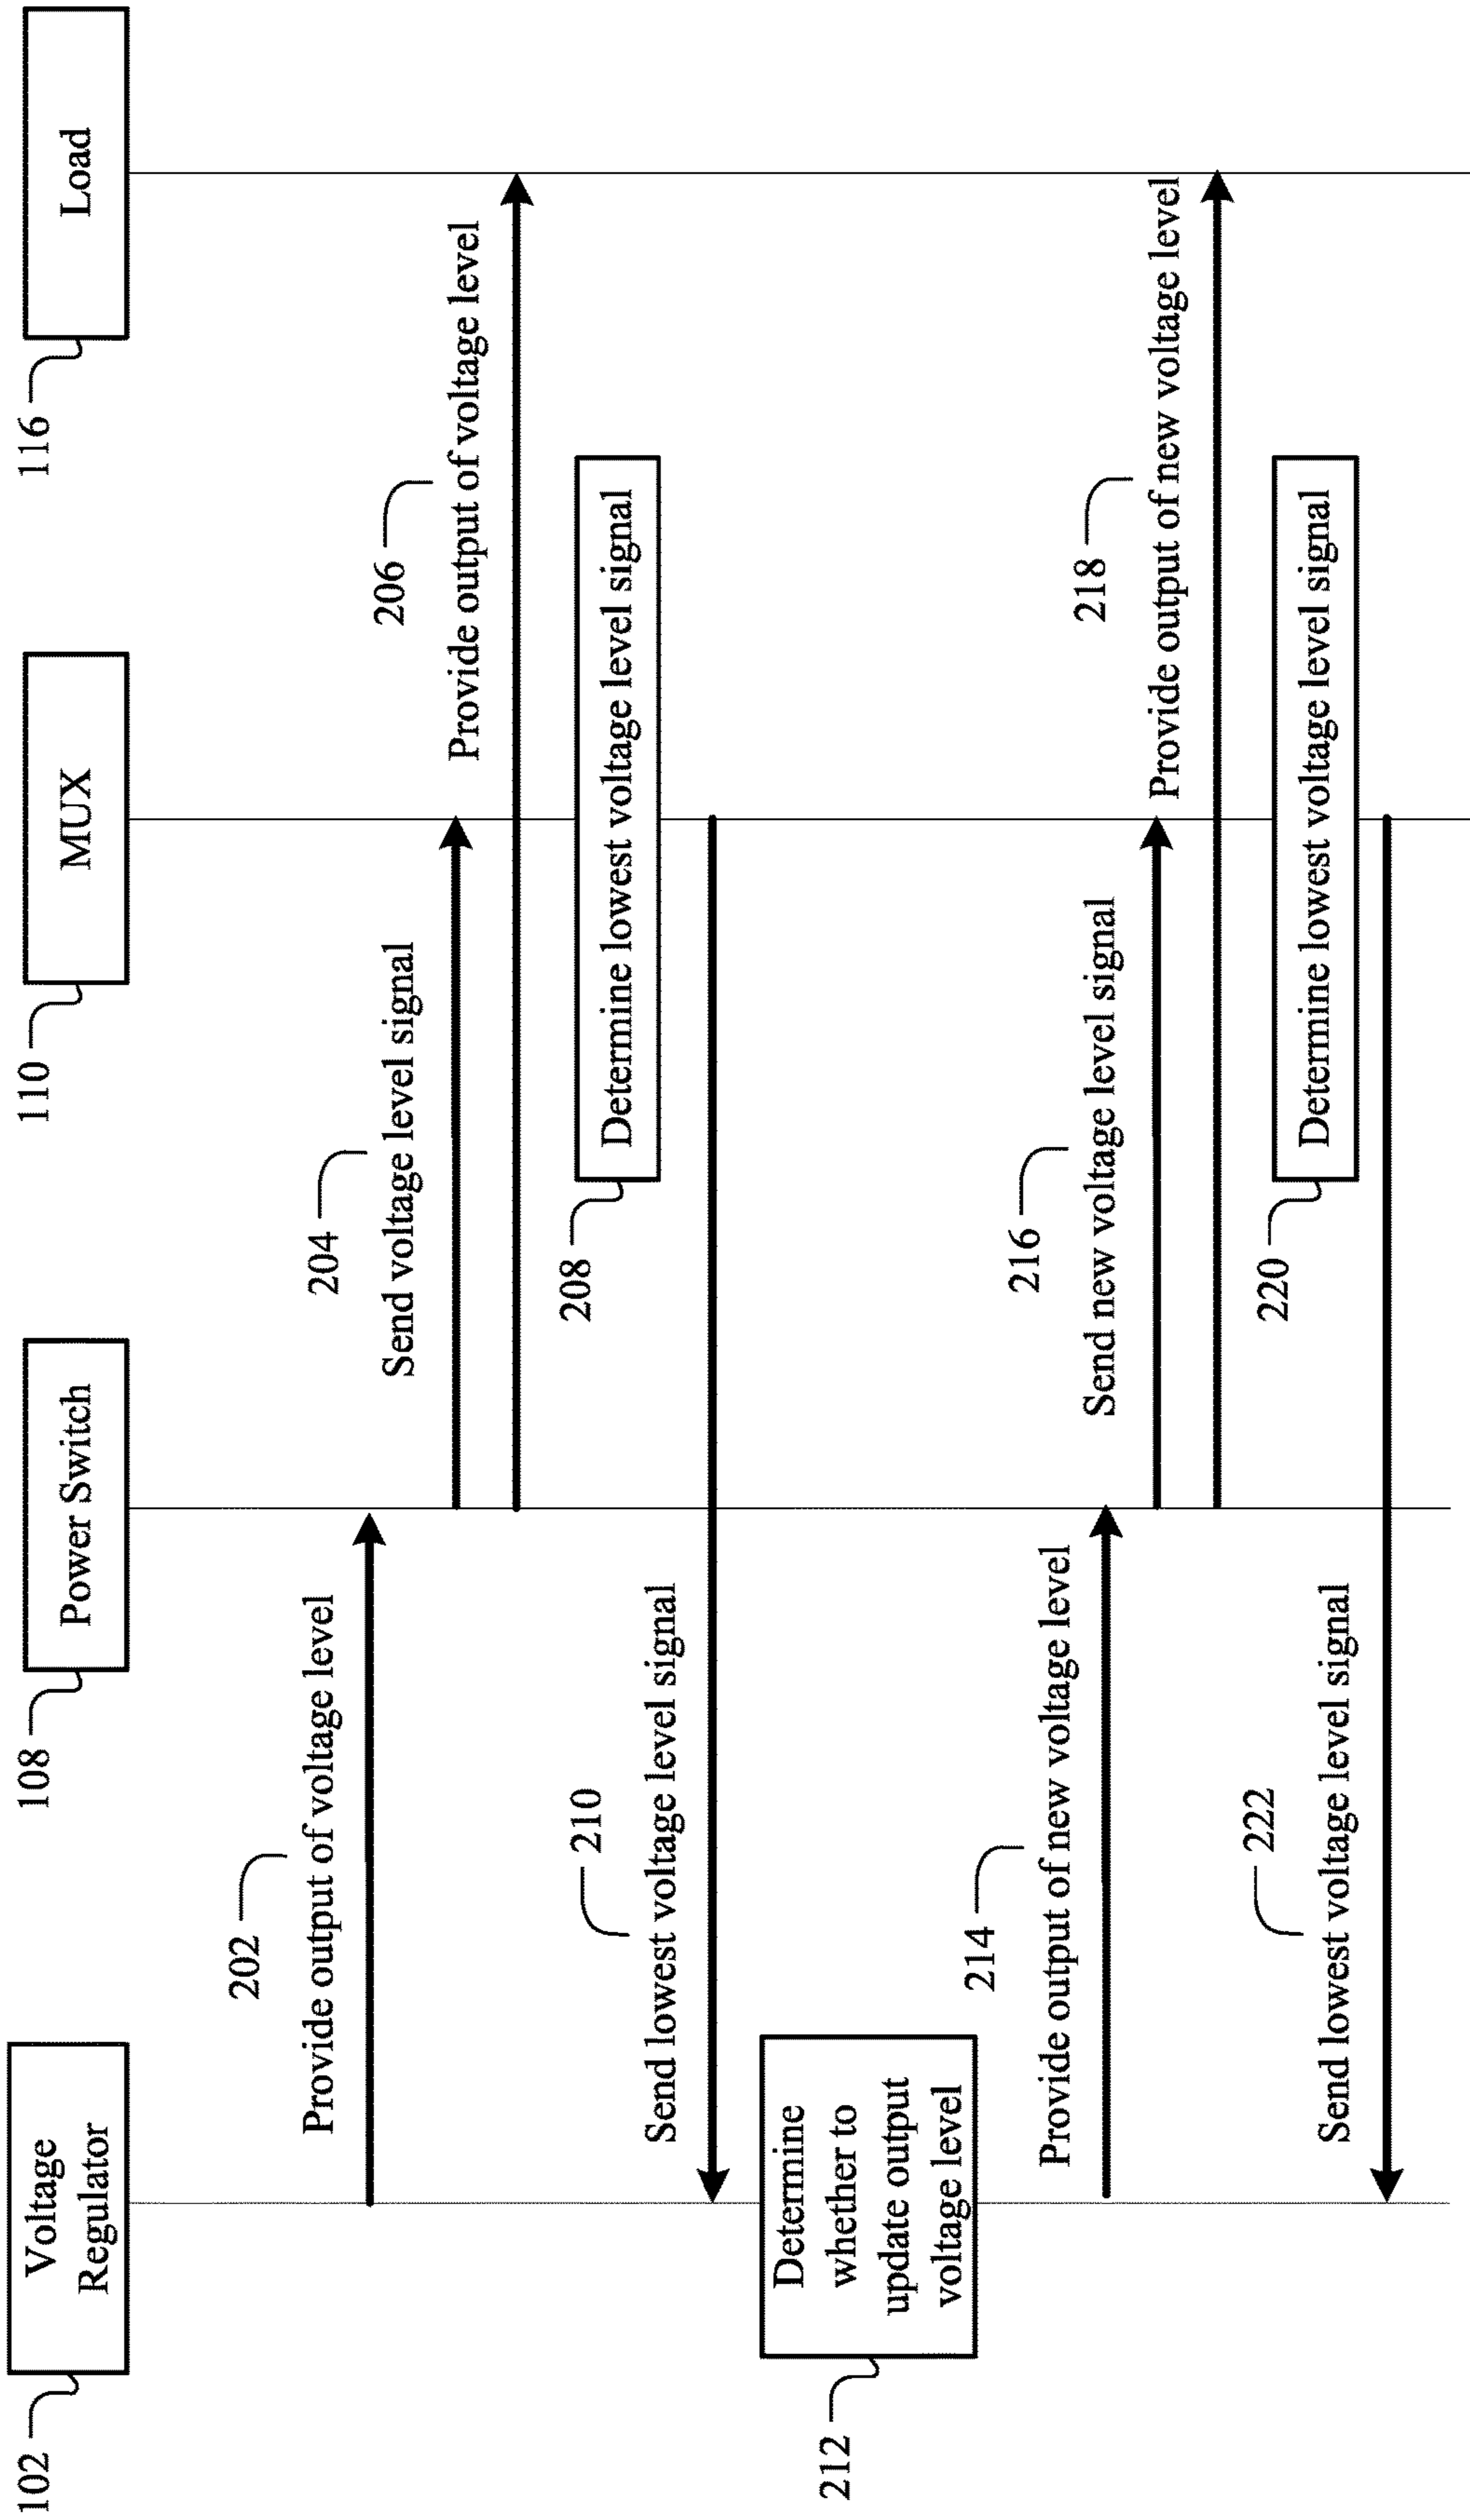 102
Voltage
Regulator
108
Power Switch
110
MUX
116
Load
202
Provide output of voltage level
204
Send voltage level signal
206
Provide output of voltage level
208
Determine lowest voltage level signal
210
Send lowest voltage level signal
212
Determine
whether to
update output
voltage level
214
Provide output of new voltage level
216
Send new voltage level signal
218
Provide output of new voltage level
220
Determine lowest voltage level signal
222
Send lowest voltage level signal